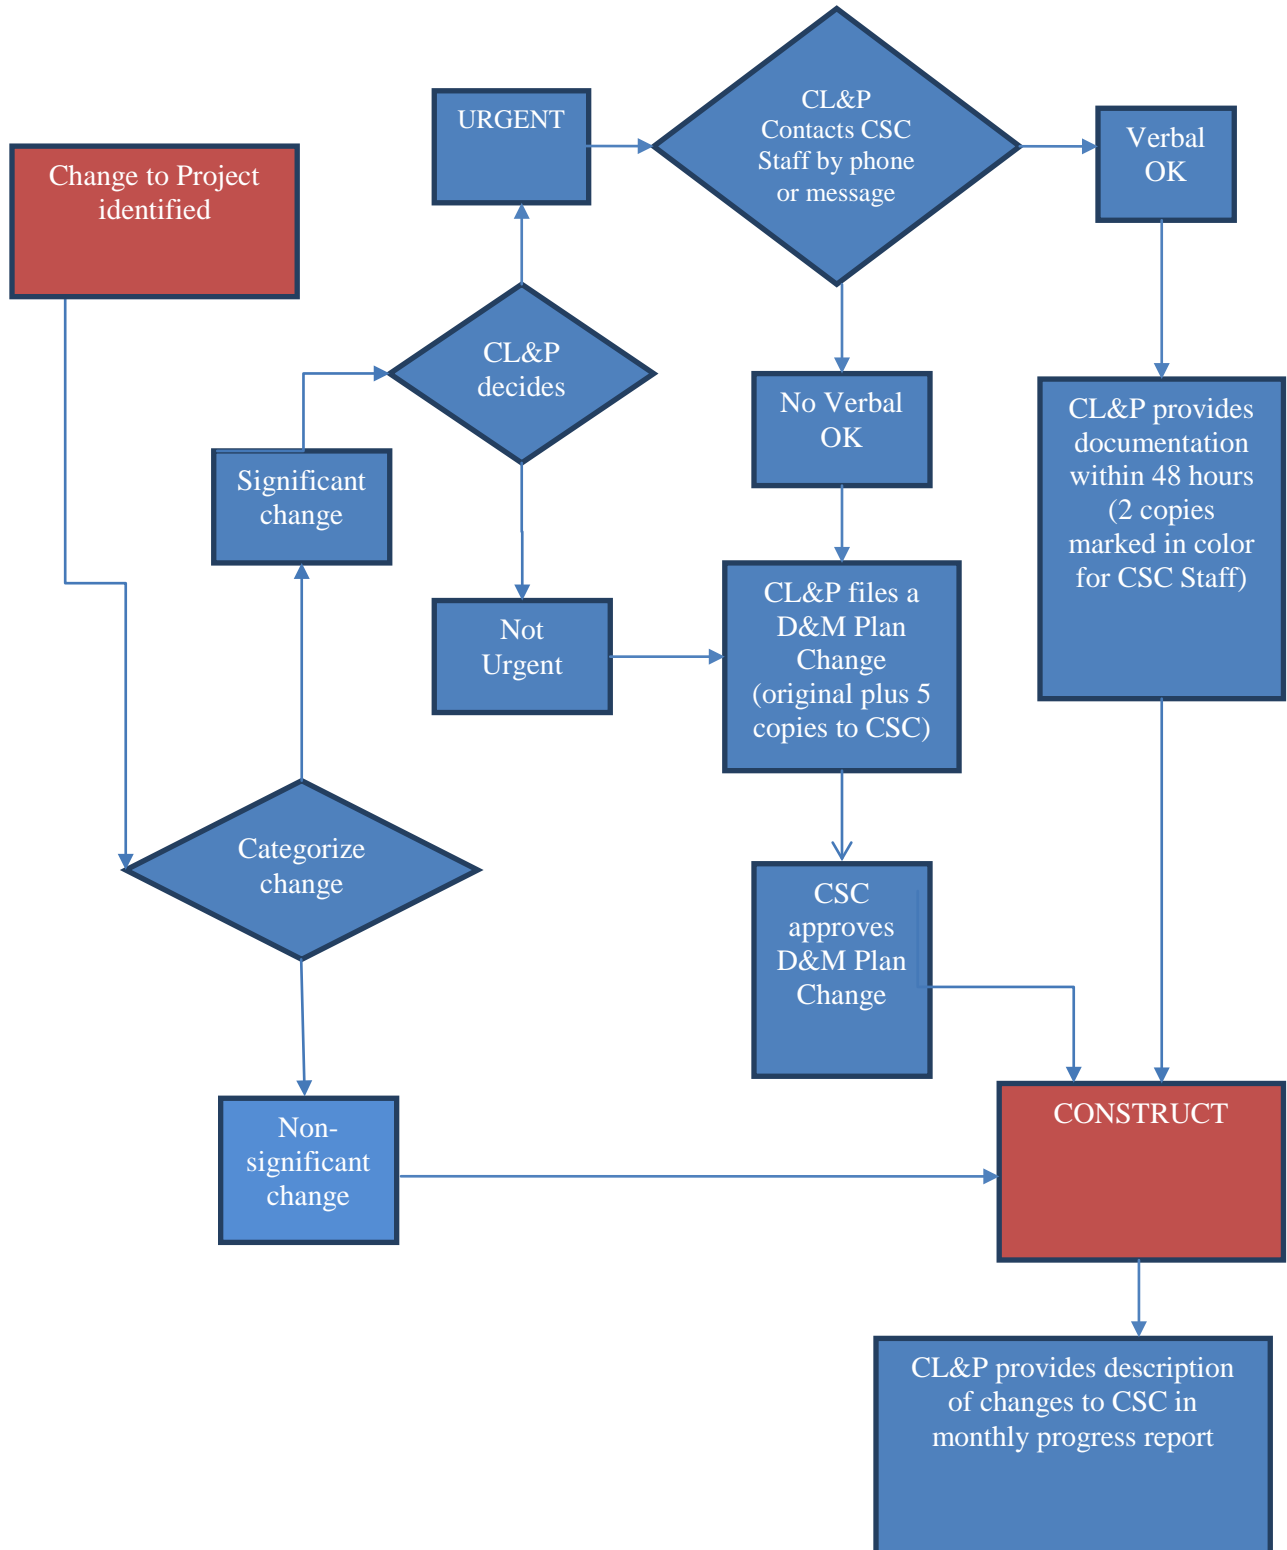 CL&P
Contacts CSC
Staff by phone
or message
URGENT
Verbal
OK
Change to Project
identified
CL&P
decides
No Verbal
OK
CL&P provides
documentation
within 48 hours
(2 copies
marked in color
for CSC Staff)
Significant
change
Not
Urgent
CL&P files a
D&M Plan
Change
(original plus 5
copies to CSC)
Categorize
change
CSC
approves
D&M Plan
Change
Non-
significant
change
CONSTRUCT
CL&P provides description
of changes to CSC in
monthly progress report